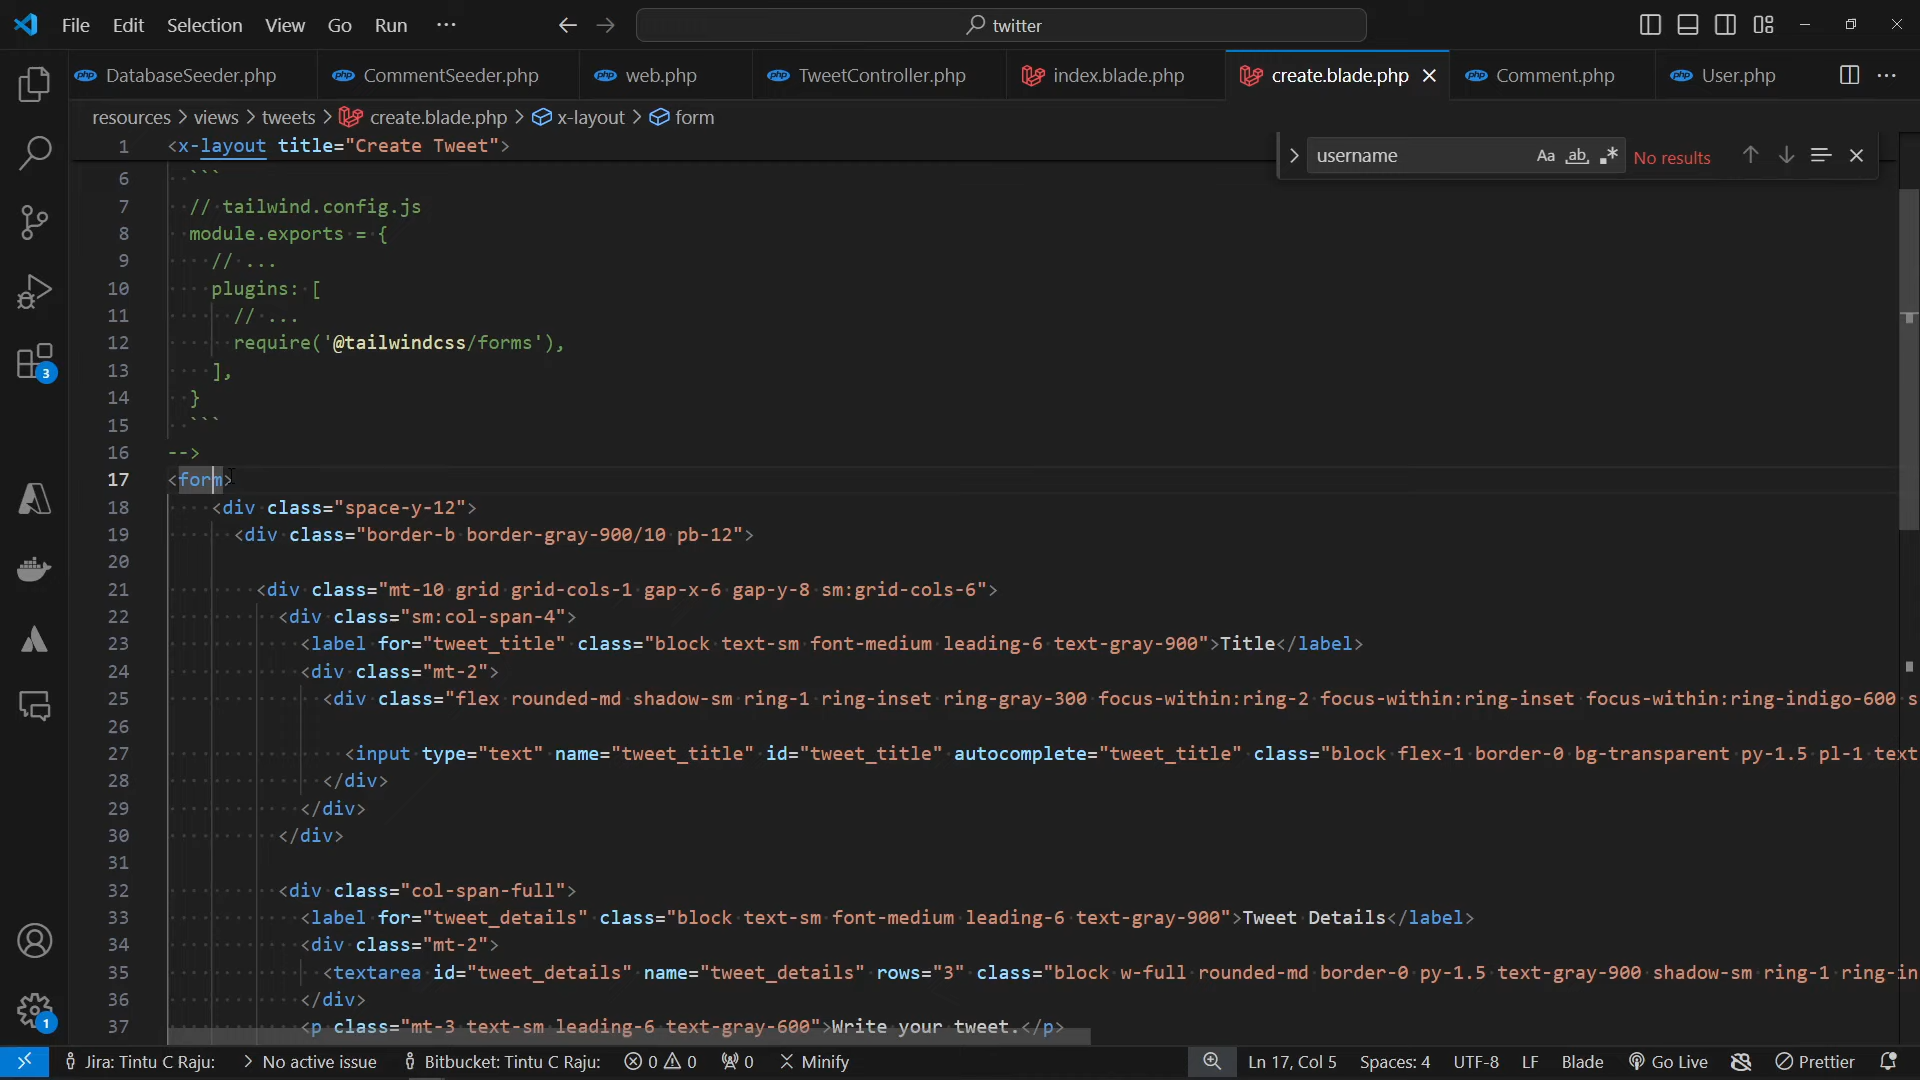 File Edit Selection View Go Run ··· twitter
DatabaseSeeder.php CommentSeeder.php web.php TweetController.php index.blade.php create.blade.php Comment.php User.php
resources > views > tweets > create.blade.php > x-layout > form
1 <x-layout title="Create Tweet">
username Aa ab .* No results
6 ```
7 // tailwind.config.js
8 module.exports = {
9 // ...
10 plugins: [
11 // ...
12 require('@tailwindcss/forms'),
13 ],
14 }
15 ```
16 -->
17 <form>
18 <div class="space-y-12">
19 <div class="border-b border-gray-900/10 pb-12">
20
21 <div class="mt-10 grid grid-cols-1 gap-x-6 gap-y-8 sm:grid-cols-6">
22 <div class="sm:col-span-4">
23 <label for="tweet_title" class="block text-sm font-medium leading-6 text-gray-900">Title</label>
24 <div class="mt-2">
25 <div class="flex rounded-md shadow-sm ring-1 ring-inset ring-gray-300 focus-within:ring-2 focus-within:ring-inset focus-within:ring-indigo-600 s
26
27 <input type="text" name="tweet_title" id="tweet_title" autocomplete="tweet_title" class="block flex-1 border-0 bg-transparent py-1.5 pl-1 text
28 </div>
29 </div>
30 </div>
31
32 <div class="col-span-full">
33 <label for="tweet_details" class="block text-sm font-medium leading-6 text-gray-900">Tweet Details</label>
34 <div class="mt-2">
35 <textarea id="tweet_details" name="tweet_details" rows="3" class="block w-full rounded-md border-0 py-1.5 text-gray-900 shadow-sm ring-1 ring-in
36 </div>
37 <p class="mt-3 text-sm leading-6 text-gray-600">Write your tweet.</p>
3
1
Jira: Tintu C Raju: No active issue Bitbucket: Tintu C Raju: 0 0 0 Minify Ln 17, Col 5 Spaces: 4 UTF-8 LF Blade Go Live Prettier